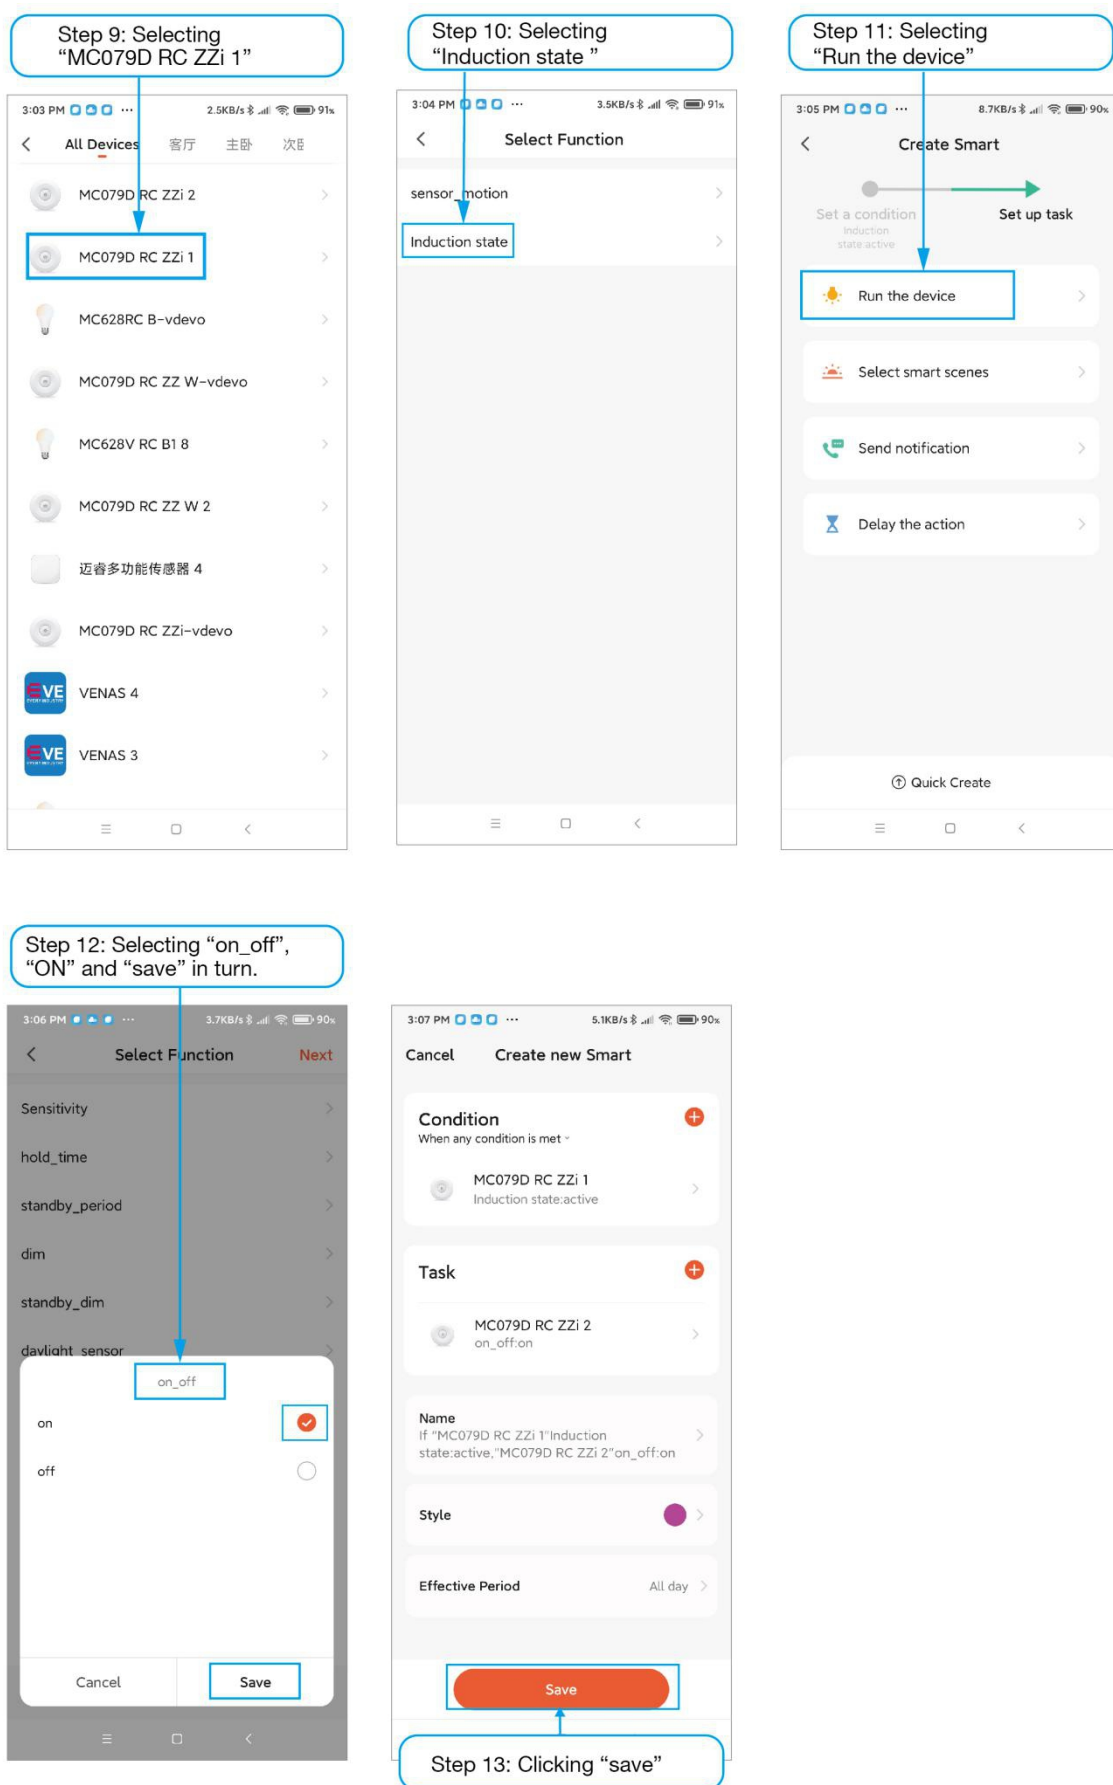 Step 9: Selecting
“MC079D RC ZZi 1”
3:03 PM ··· 2.5KB/s 91%
All Devices 客厅 主卧 次卧
MC079D RC ZZi 2
MC079D RC ZZi 1
MC628RC B-vdevo
MC079D RC ZZ W-vdevo
MC628V RC B1 8
MC079D RC ZZ W 2
迈睿多功能传感器 4
MC079D RC ZZi-vdevo
EVE VENAS 4
EVE VENAS 3
Step 10: Selecting
“Induction state ”
3:04 PM ··· 3.5KB/s 91%
Select Function
sensor_motion
Induction state
Step 11: Selecting
“Run the device”
3:05 PM ··· 8.7KB/s 90%
Create Smart
Set a condition Set up task
Induction
state:active
Run the device
Select smart scenes
Send notification
Delay the action
Quick Create
Step 12: Selecting “on_off”,
“ON” and “save” in turn.
3:06 PM ··· 3.7KB/s 90%
Select Function Next
Sensitivity
hold_time
standby_period
dim
standby_dim
daylight_sensor
on_off
on
off
Cancel Save
3:07 PM ··· 5.1KB/s 90%
Cancel Create new Smart
Condition
When any condition is met
MC079D RC ZZi 1
Induction state:active
Task
MC079D RC ZZi 2
on_off:on
Name
If "MC079D RC ZZi 1"Induction
state:active,"MC079D RC ZZi 2"on_off:on
Style
Effective Period All day
Save
Step 13: Clicking “save”